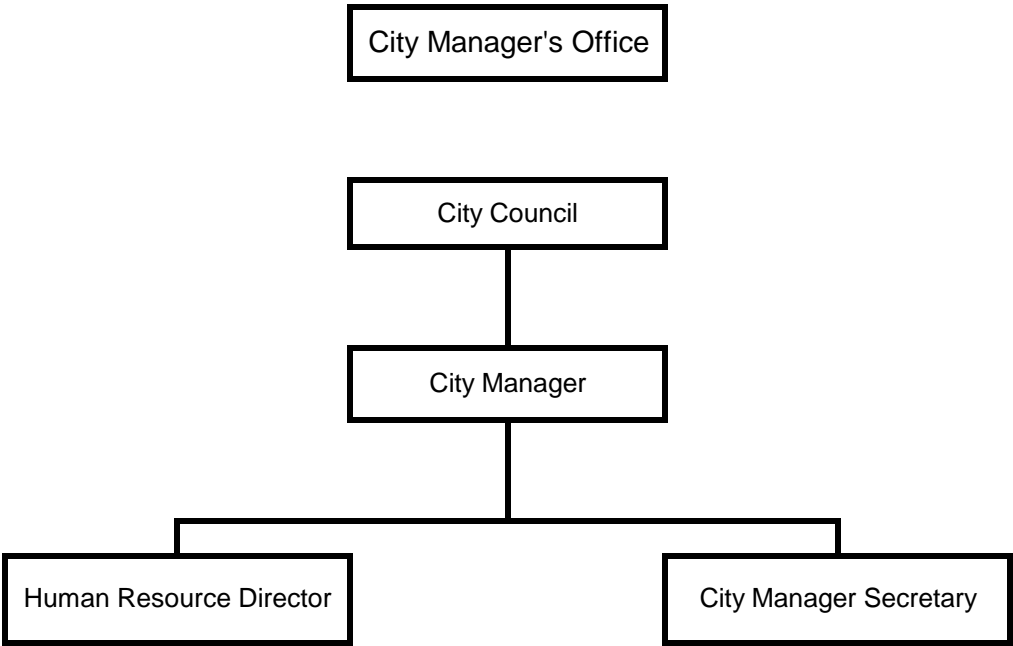 City Manager's Office
City Council
City Manager
Human Resource Director
City Manager Secretary